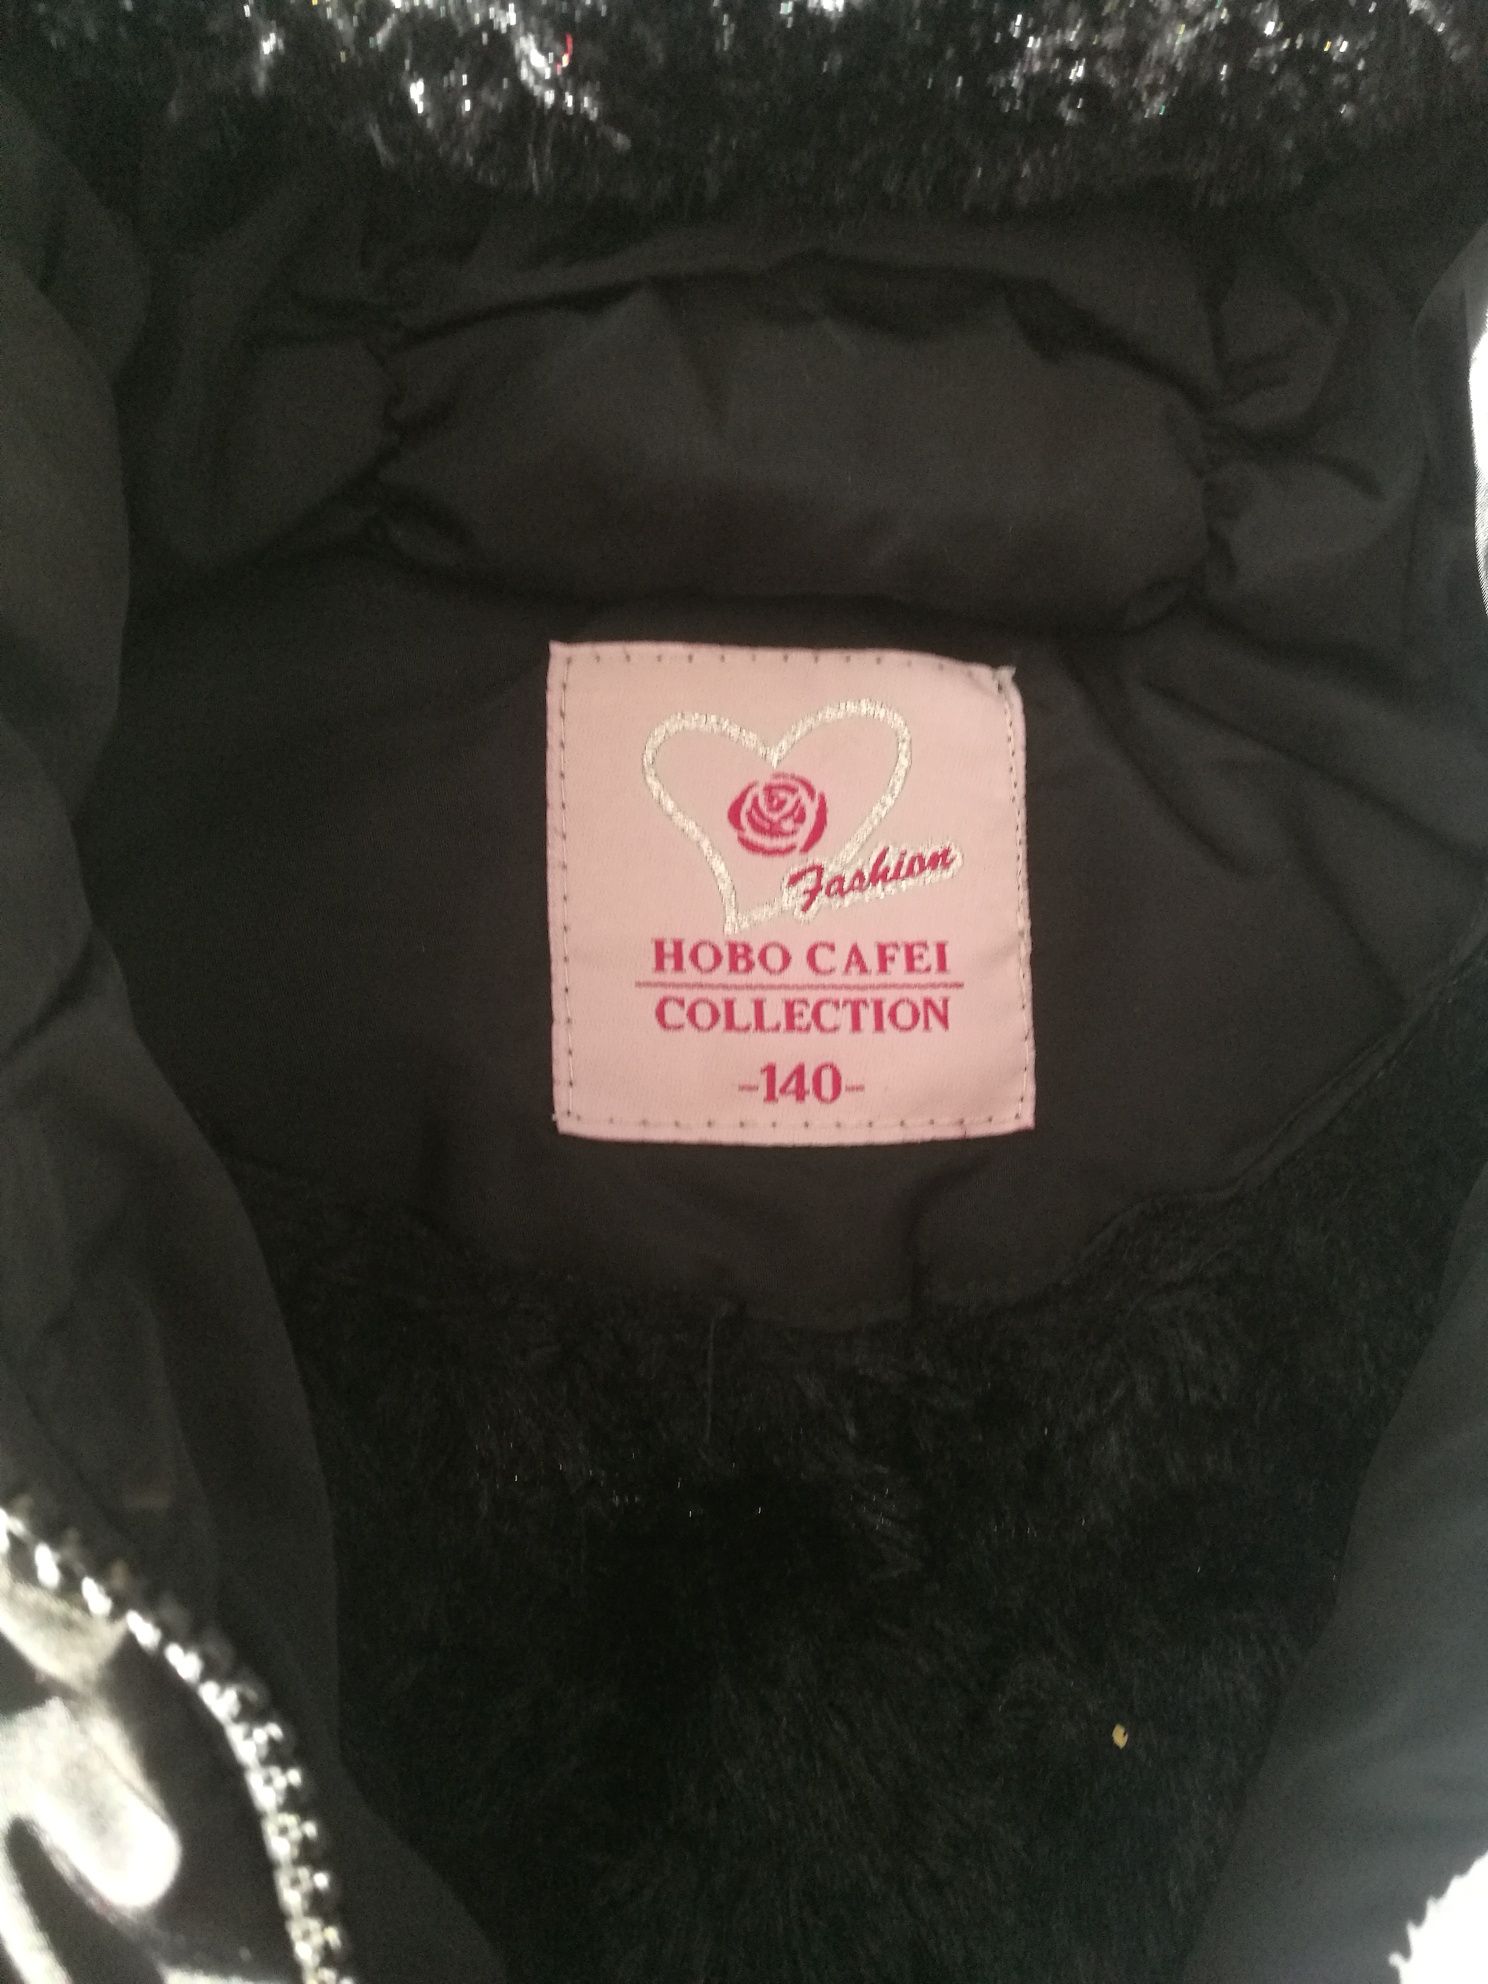 Fashion
HOBO CAFEI
COLLECTION
-140-